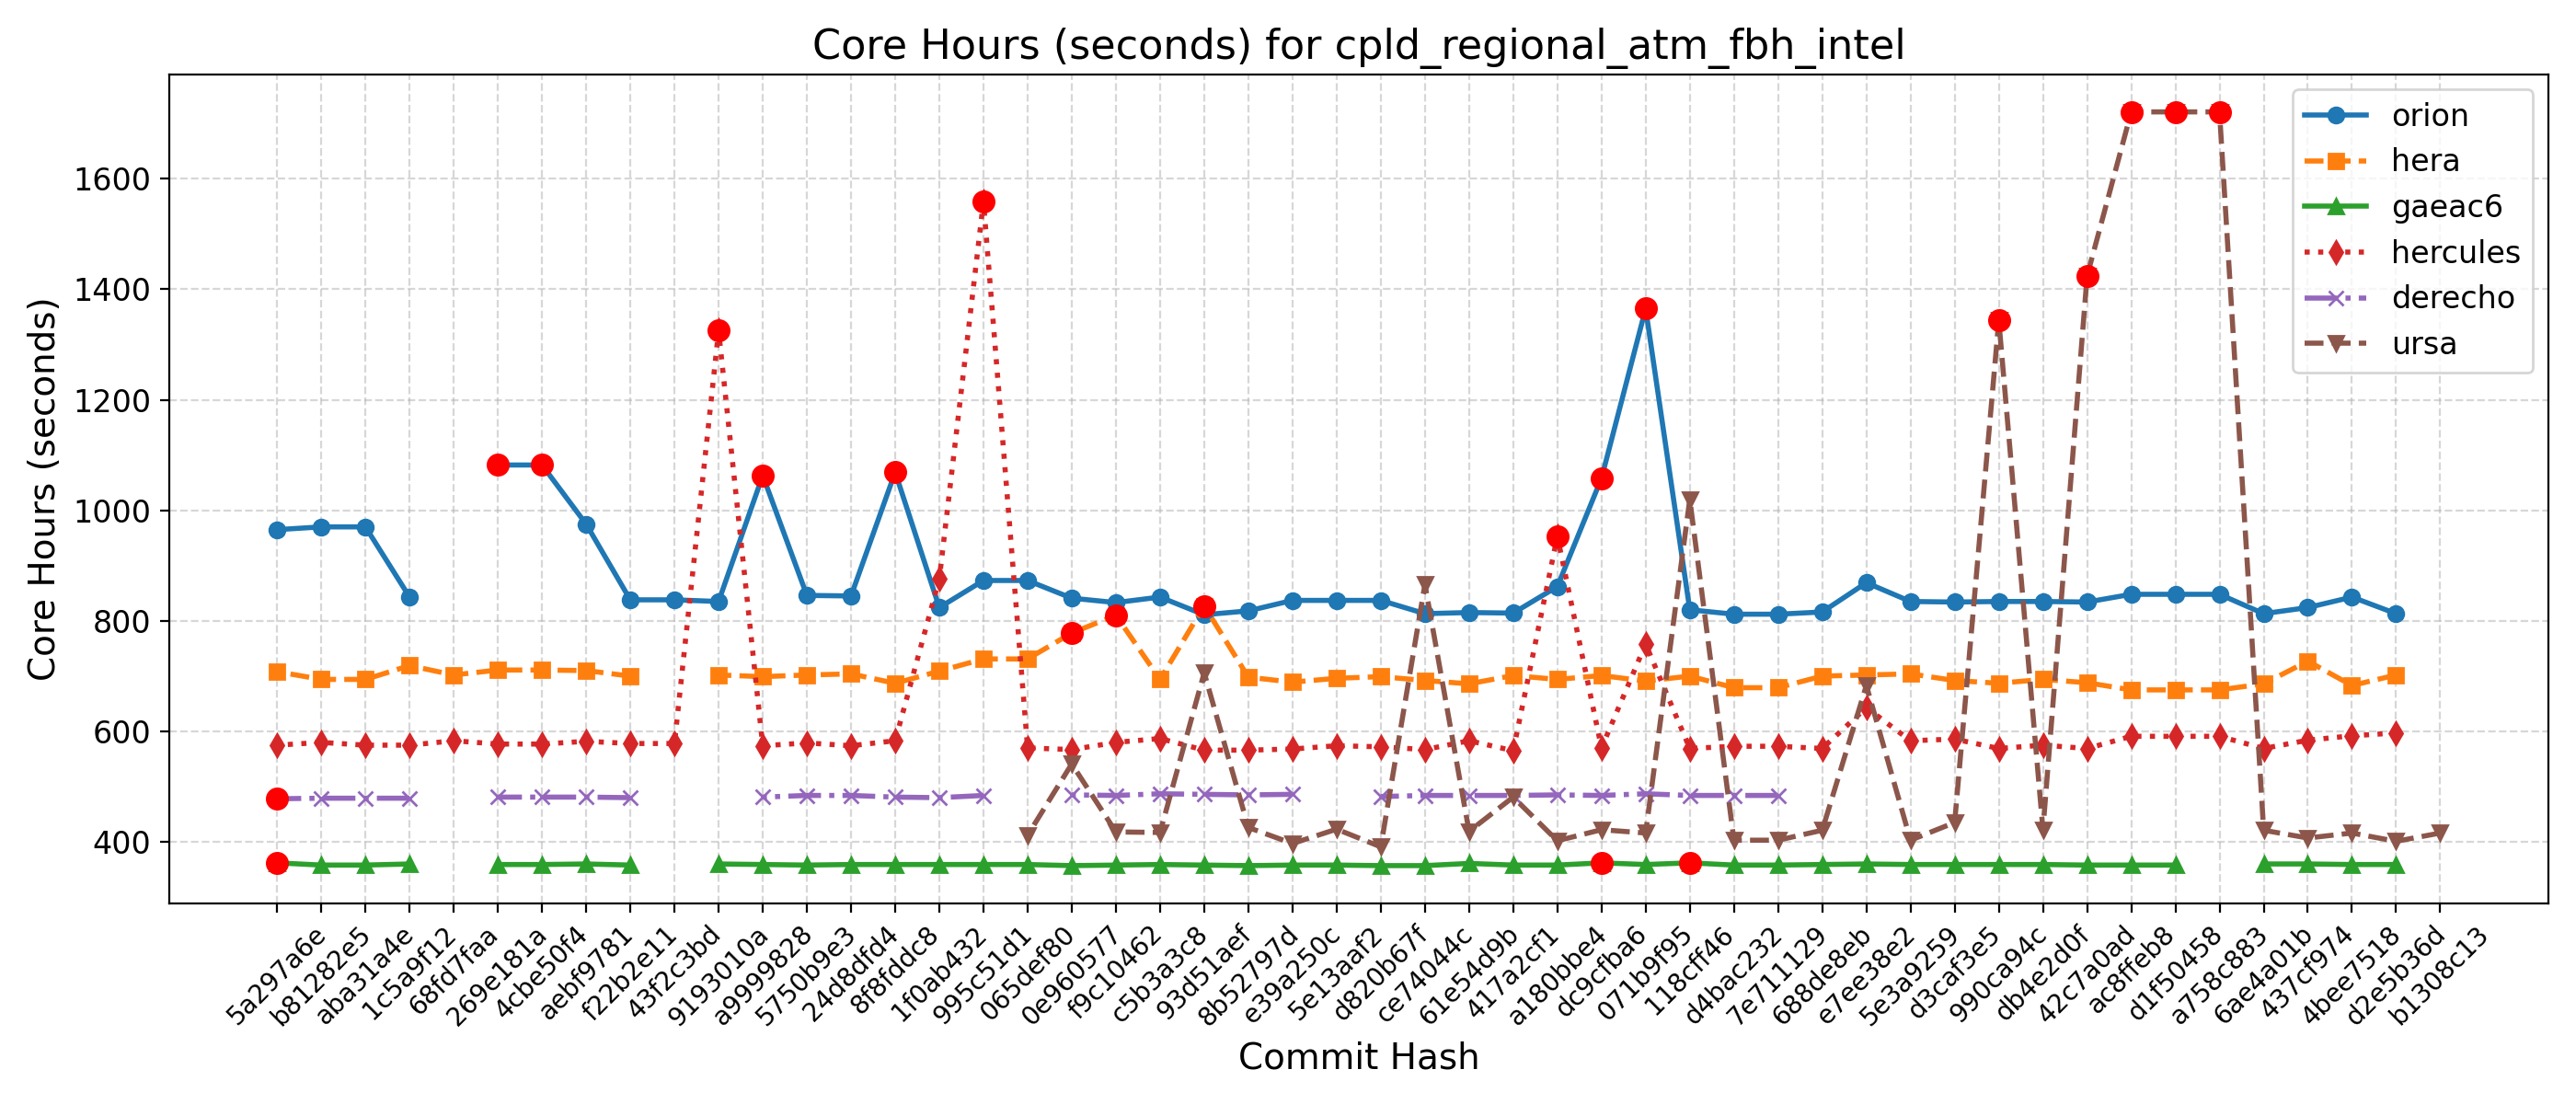 Core Hours (seconds) for cpld_regional_atm_fbh_intel
Core Hours (seconds)
1600
1400
1200
1000
800
600
400
orion
hera
gaeac6
hercules
derecho
ursa
5a297a6e
b81282e5
aba31a4e
1c5a9f12
68fd7faa
269e181a
4cbe50f4
aebf9781
f22b2e11
43f2c3bd
9193010a
a9999828
5750b9e3
24d8dfd4
8f8fddc8
1f0ab432
995c51d1
065def80
0e960577
f9c10462
c5b3a3c8
93d51aef
8b52797d
e39a250c
5e13aaf2
d820b67f
ce74044c
61e54d9b
417a2cf1
a180bbe4
dc9cfba6
071b9f95
118cff46
d4bac232
7e711129
688de8eb
e7ee38e2
5e3a9259
d3caf3e5
990ca94c
db4e2d0f
42c7a0ad
ac8ffeb8
d1f50458
a758c883
6ae4a01b
437cf974
4bee7518
d2e5b36d
b1308c13
Commit Hash